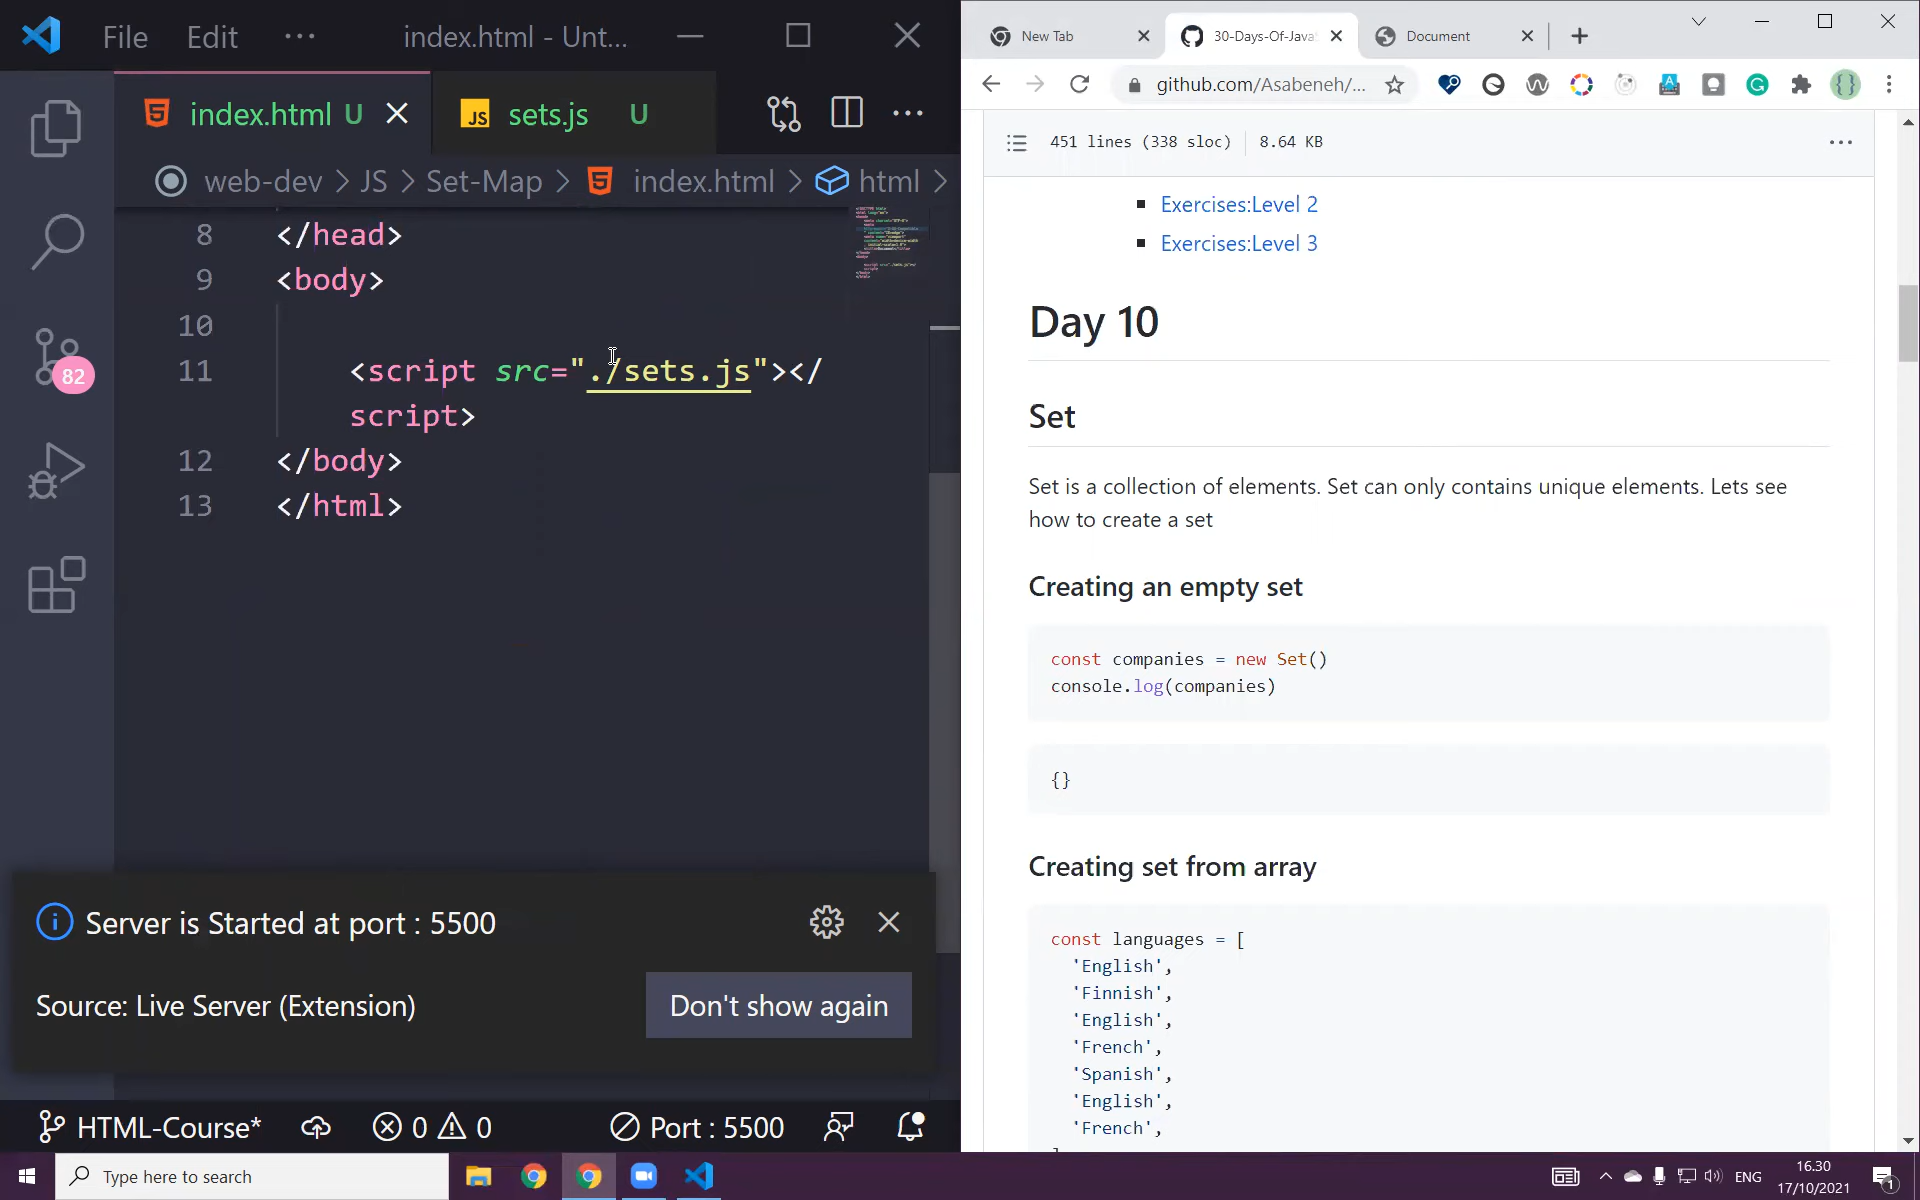 File Edit ··· index.html - Unt...
index.html U
JS sets.js U
web-dev > JS > Set-Map > index.html > html >
8 </head>
9 <body>
10
11 <script src="./sets.js"></
script>
12 </body>
13 </html>
82
Server is Started at port : 5500
Source: Live Server (Extension)
Don't show again
HTML-Course* 0 0 Port : 5500
New Tab
30-Days-Of-Java
Document
github.com/Asabeneh/...
451 lines (338 sloc) 8.64 KB
Exercises:Level 2
Exercises:Level 3
Day 10
Set
Set is a collection of elements. Set can only contains unique elements. Lets see
how to create a set
Creating an empty set
const companies = new Set()
console.log(companies)
{}
Creating set from array
const languages = [
'English',
'Finnish',
'English',
'French',
'Spanish',
'English',
'French',
Type here to search
ENG
16.30
17/10/2021
1